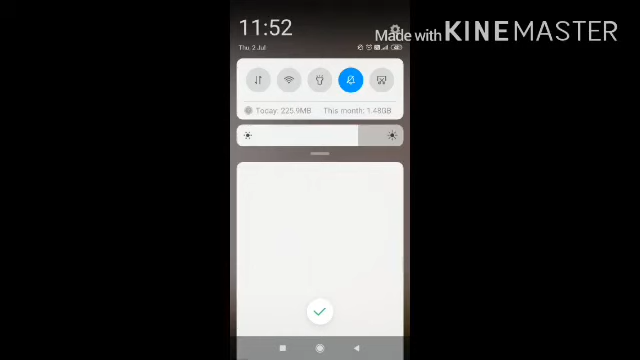 11:52
Made with KINEMASTER
Thu, 2 Jul
Today: 225.9MB This month: 1.48GB